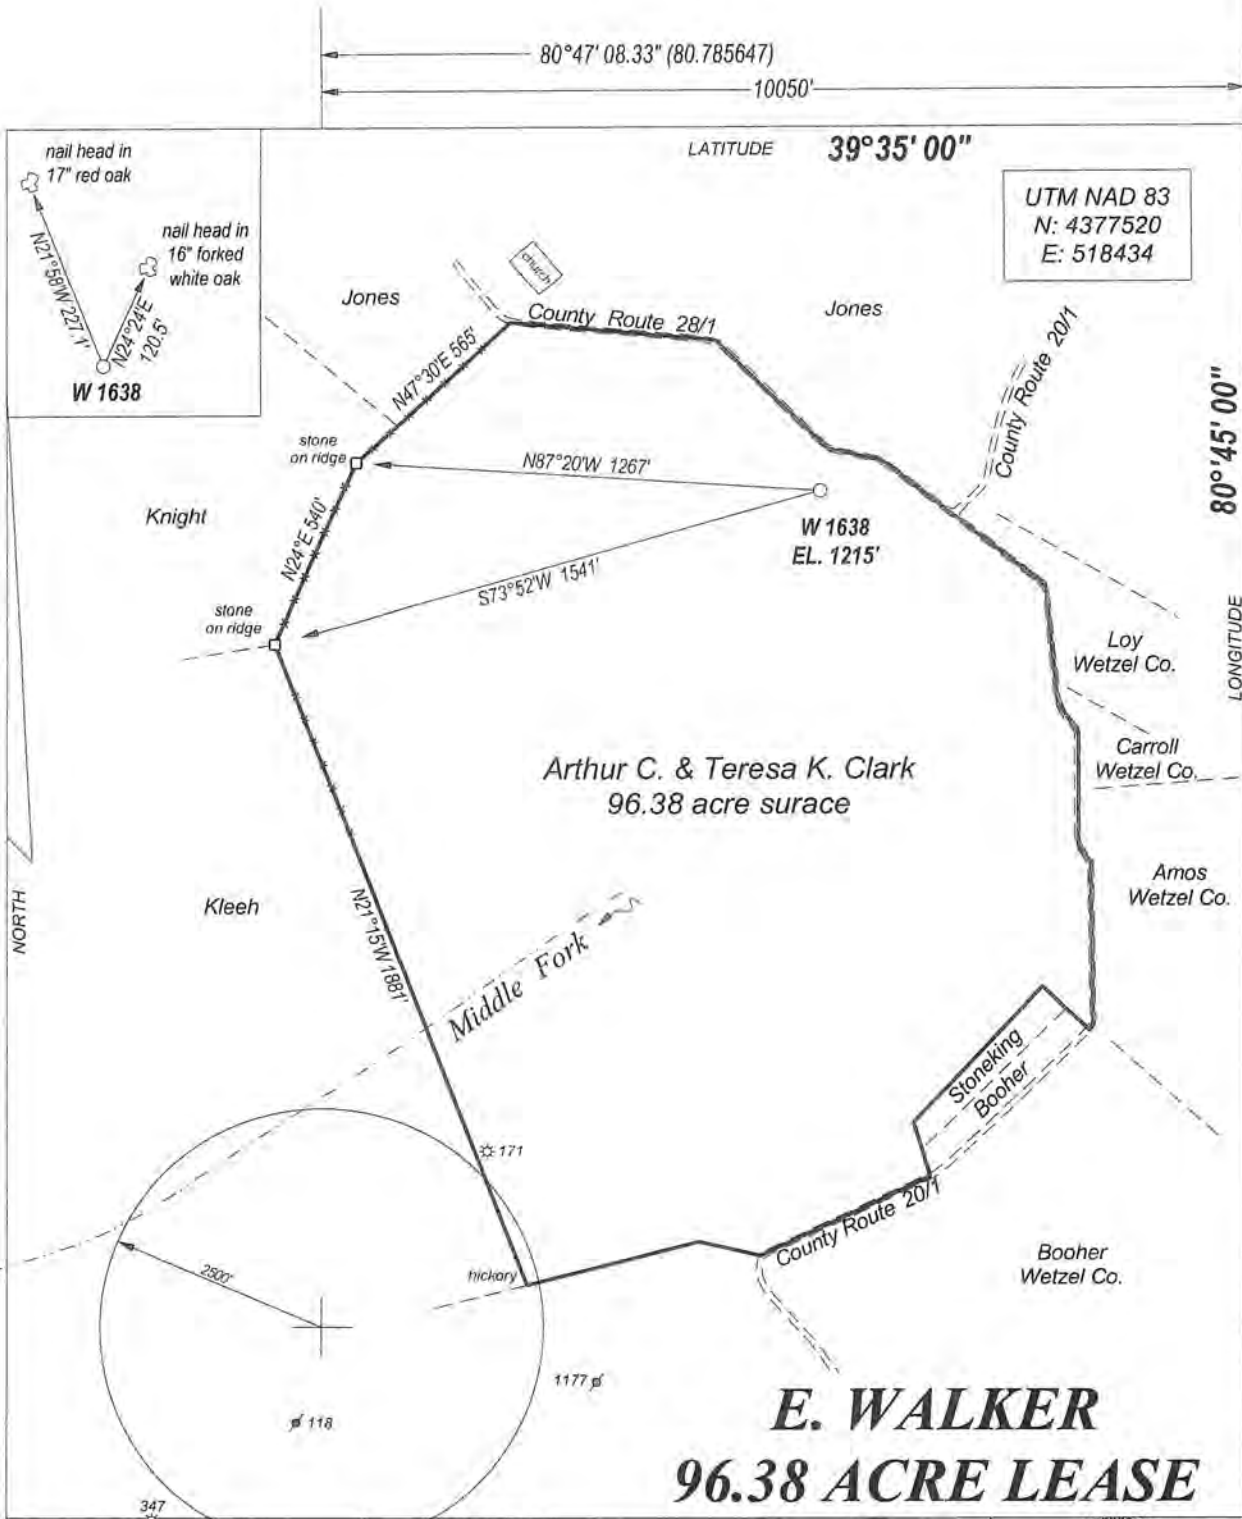 80°47' 08.33" (80.785647)
10050'
LATITUDE 39°35' 00"
nail head in
17" red oak
nail head in
16" forked
white oak
N21°58'W 227.1'
N24°24'E
120.5'
W 1638
UTM NAD 83
N: 4377520
E: 518434
church
Jones
County Route 28/1
Jones
County Route 20/1
80°45' 00"
LONGITUDE
N47°30'E 565'
stone
on ridge
N87°20'W 1267'
Knight
N24°E 540'
W 1638
EL. 1215'
S73°52'W 1541'
stone
on ridge
Loy
Wetzel Co.
Carroll
Wetzel Co.
Arthur C. & Teresa K. Clark
96.38 acre surace
Amos
Wetzel Co.
NORTH
Kleeh
N21°15'W 1881'
Middle Fork
Stoneking
Booher
171
County Route 20/1
2500'
hickory
Booher
Wetzel Co.
1177
118
347
E. WALKER
96.38 ACRE LEASE